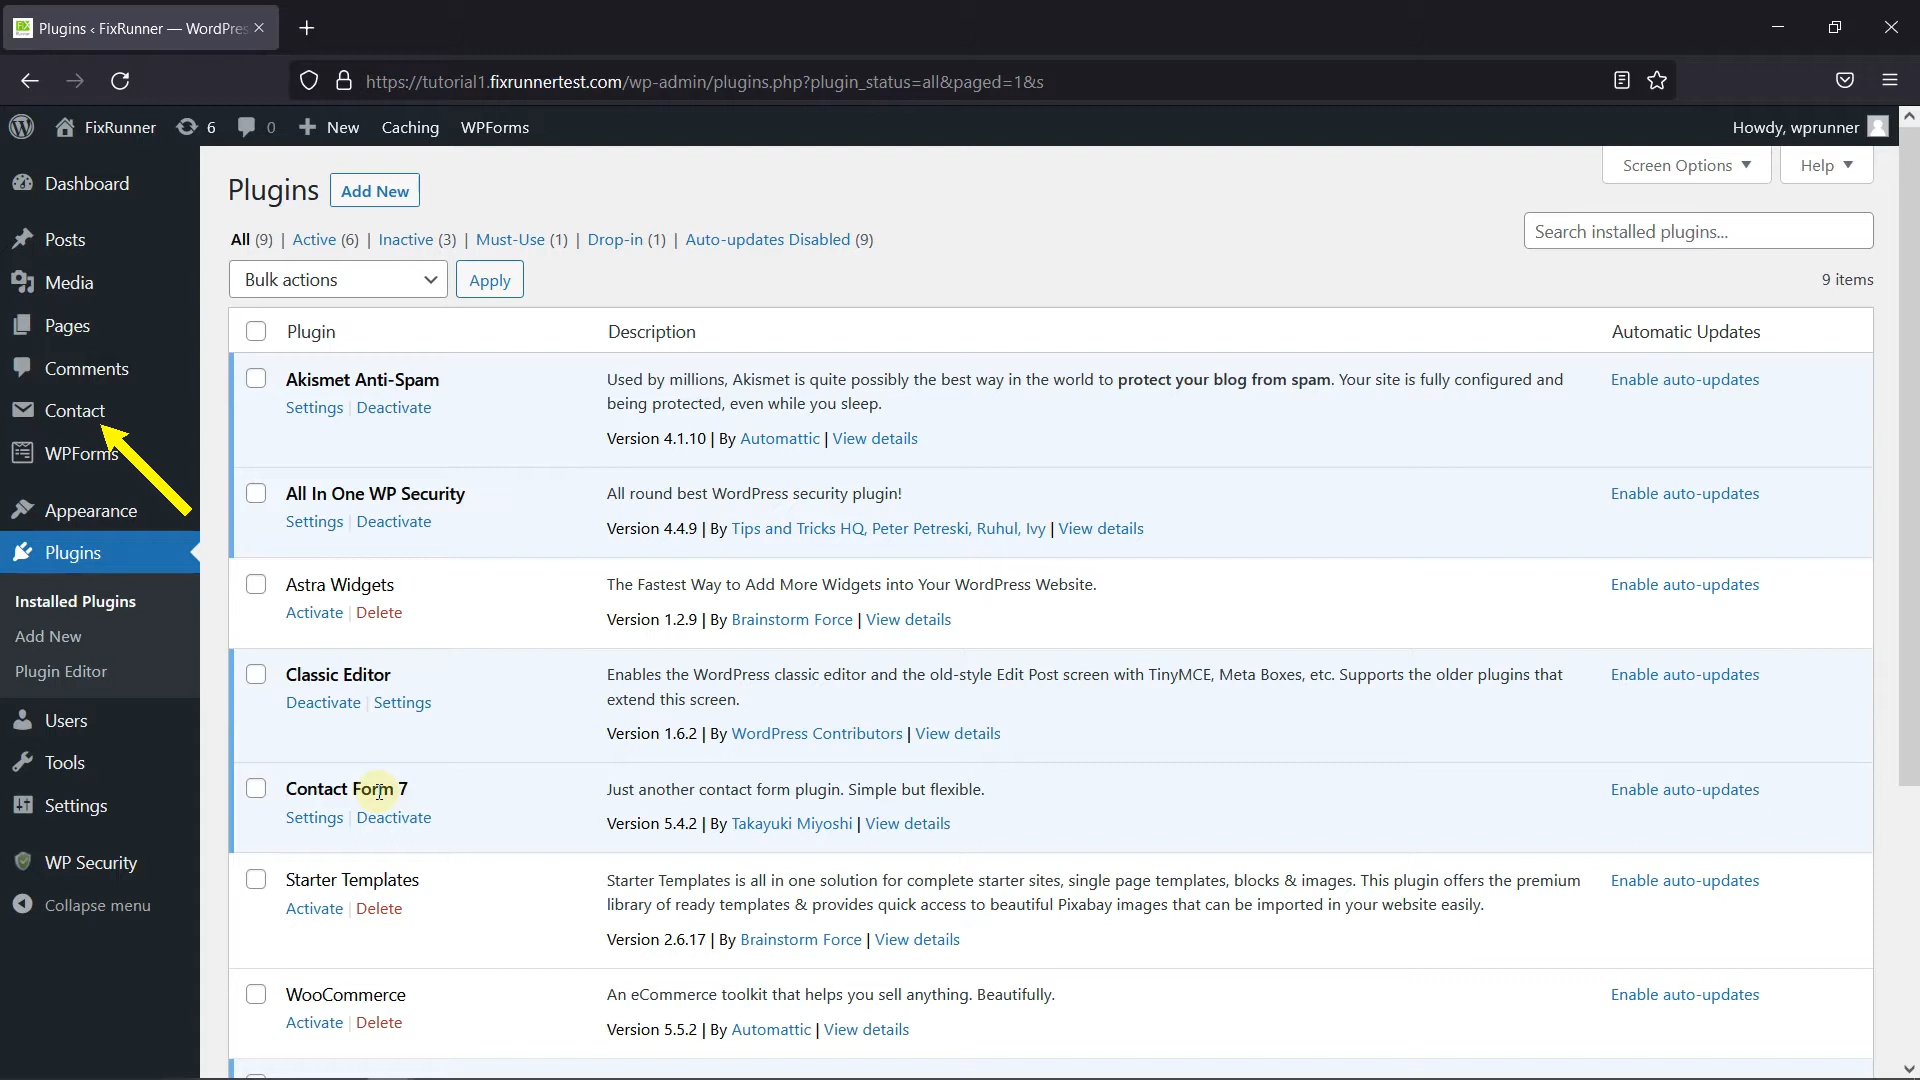 Plugins ‹ FixRunner — WordPres
https://tutorial1.fixrunnertest.com/wp-admin/plugins.php?plugin_status=all&paged=1&s
FixRunner 6 0 New Caching WPForms Howdy, wprunner
Screen Options Help
Dashboard
Posts
Media
Pages
Comments
Contact
WPForms
Appearance
Plugins
Installed Plugins
Add New
Plugin Editor
Users
Tools
Settings
WP Security
Collapse menu
Plugins Add New
All (9) | Active (6) | Inactive (3) | Must-Use (1) | Drop-in (1) | Auto-updates Disabled (9)
Search installed plugins...
Bulk actions Apply 9 items
Plugin Description Automatic Updates
Akismet Anti-Spam
Settings | Deactivate
Used by millions, Akismet is quite possibly the best way in the world to protect your blog from spam. Your site is fully configured and
being protected, even while you sleep.
Version 4.1.10 | By Automattic | View details
Enable auto-updates
All In One WP Security
Settings | Deactivate
All round best WordPress security plugin!
Version 4.4.9 | By Tips and Tricks HQ, Peter Petreski, Ruhul, Ivy | View details
Enable auto-updates
Astra Widgets
Activate | Delete
The Fastest Way to Add More Widgets into Your WordPress Website.
Version 1.2.9 | By Brainstorm Force | View details
Enable auto-updates
Classic Editor
Deactivate | Settings
Enables the WordPress classic editor and the old-style Edit Post screen with TinyMCE, Meta Boxes, etc. Supports the older plugins that
extend this screen.
Version 1.6.2 | By WordPress Contributors | View details
Enable auto-updates
Contact Form 7
Settings | Deactivate
Just another contact form plugin. Simple but flexible.
Version 5.4.2 | By Takayuki Miyoshi | View details
Enable auto-updates
Starter Templates
Activate | Delete
Starter Templates is all in one solution for complete starter sites, single page templates, blocks & images. This plugin offers the premium
library of ready templates & provides quick access to beautiful Pixabay images that can be imported in your website easily.
Version 2.6.17 | By Brainstorm Force | View details
Enable auto-updates
WooCommerce
Activate | Delete
An eCommerce toolkit that helps you sell anything. Beautifully.
Version 5.5.2 | By Automattic | View details
Enable auto-updates